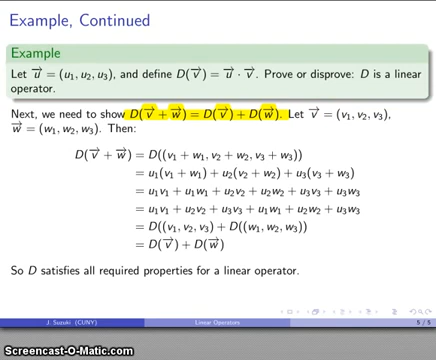 Example, Continued
Example
Let u⃗ = (u₁, u₂, u₃), and define D(v⃗) = u⃗ · v⃗. Prove or disprove: D is a linear
operator.
Next, we need to show D(v⃗ + w⃗) = D(v⃗) + D(w⃗). Let v⃗ = (v₁, v₂, v₃),
w⃗ = (w₁, w₂, w₃). Then:
D(v⃗ + w⃗) = D((v₁ + w₁, v₂ + w₂, v₃ + w₃))
= u₁(v₁ + w₁) + u₂(v₂ + w₂) + u₃(v₃ + w₃)
= u₁v₁ + u₁w₁ + u₂v₂ + u₂w₂ + u₃v₃ + u₃w₃
= u₁v₁ + u₂v₂ + u₃v₃ + u₁w₁ + u₂w₂ + u₃w₃
= D((v₁, v₂, v₃) + D((w₁, w₂, w₃))
= D(v⃗) + D(w⃗)
So D satisfies all required properties for a linear operator.
J. Suzuki (CUNY) Linear Operators 5 / 5
Screencast-O-Matic.com